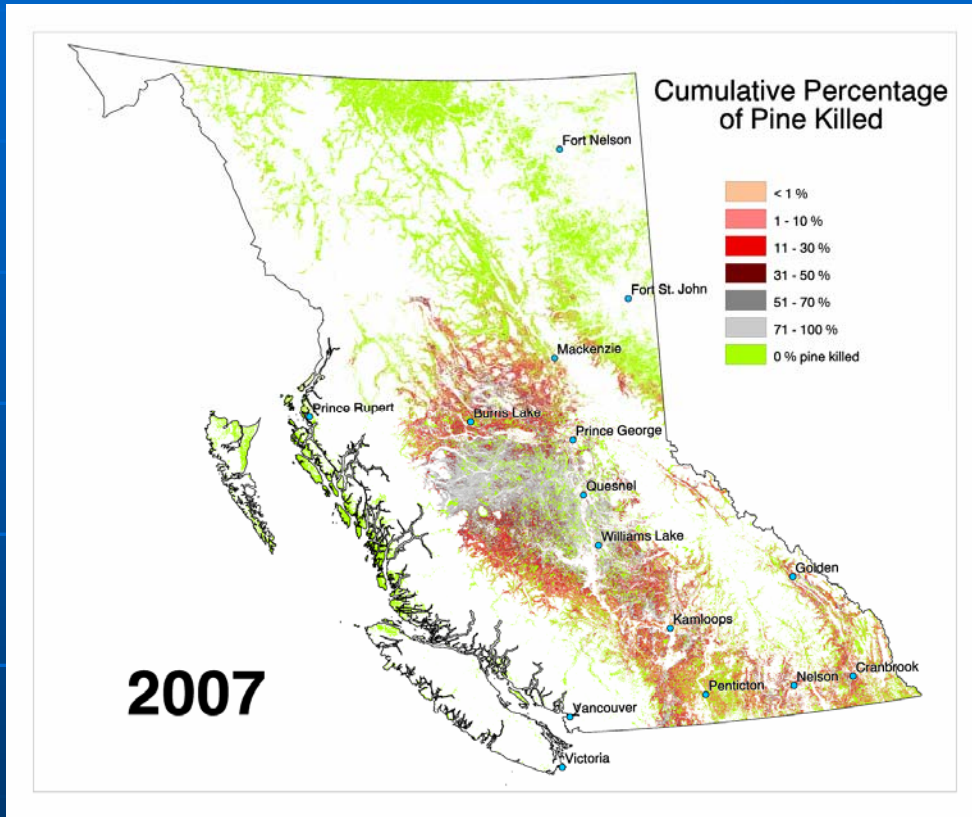 Cumulative Percentage
of Pine Killed
Fort Nelson
< 1 %
1 - 10 %
11 - 30 %
31 - 50 %
51 - 70 %
71 - 100 %
0 % pine killed
Fort St. John
Mackenzie
Prince Rupert
Burns Lake
Prince George
Quesnel
Williams Lake
Golden
Kamloops
Cranbrook
Nelson
Penticton
2007
Vancouver
Victoria